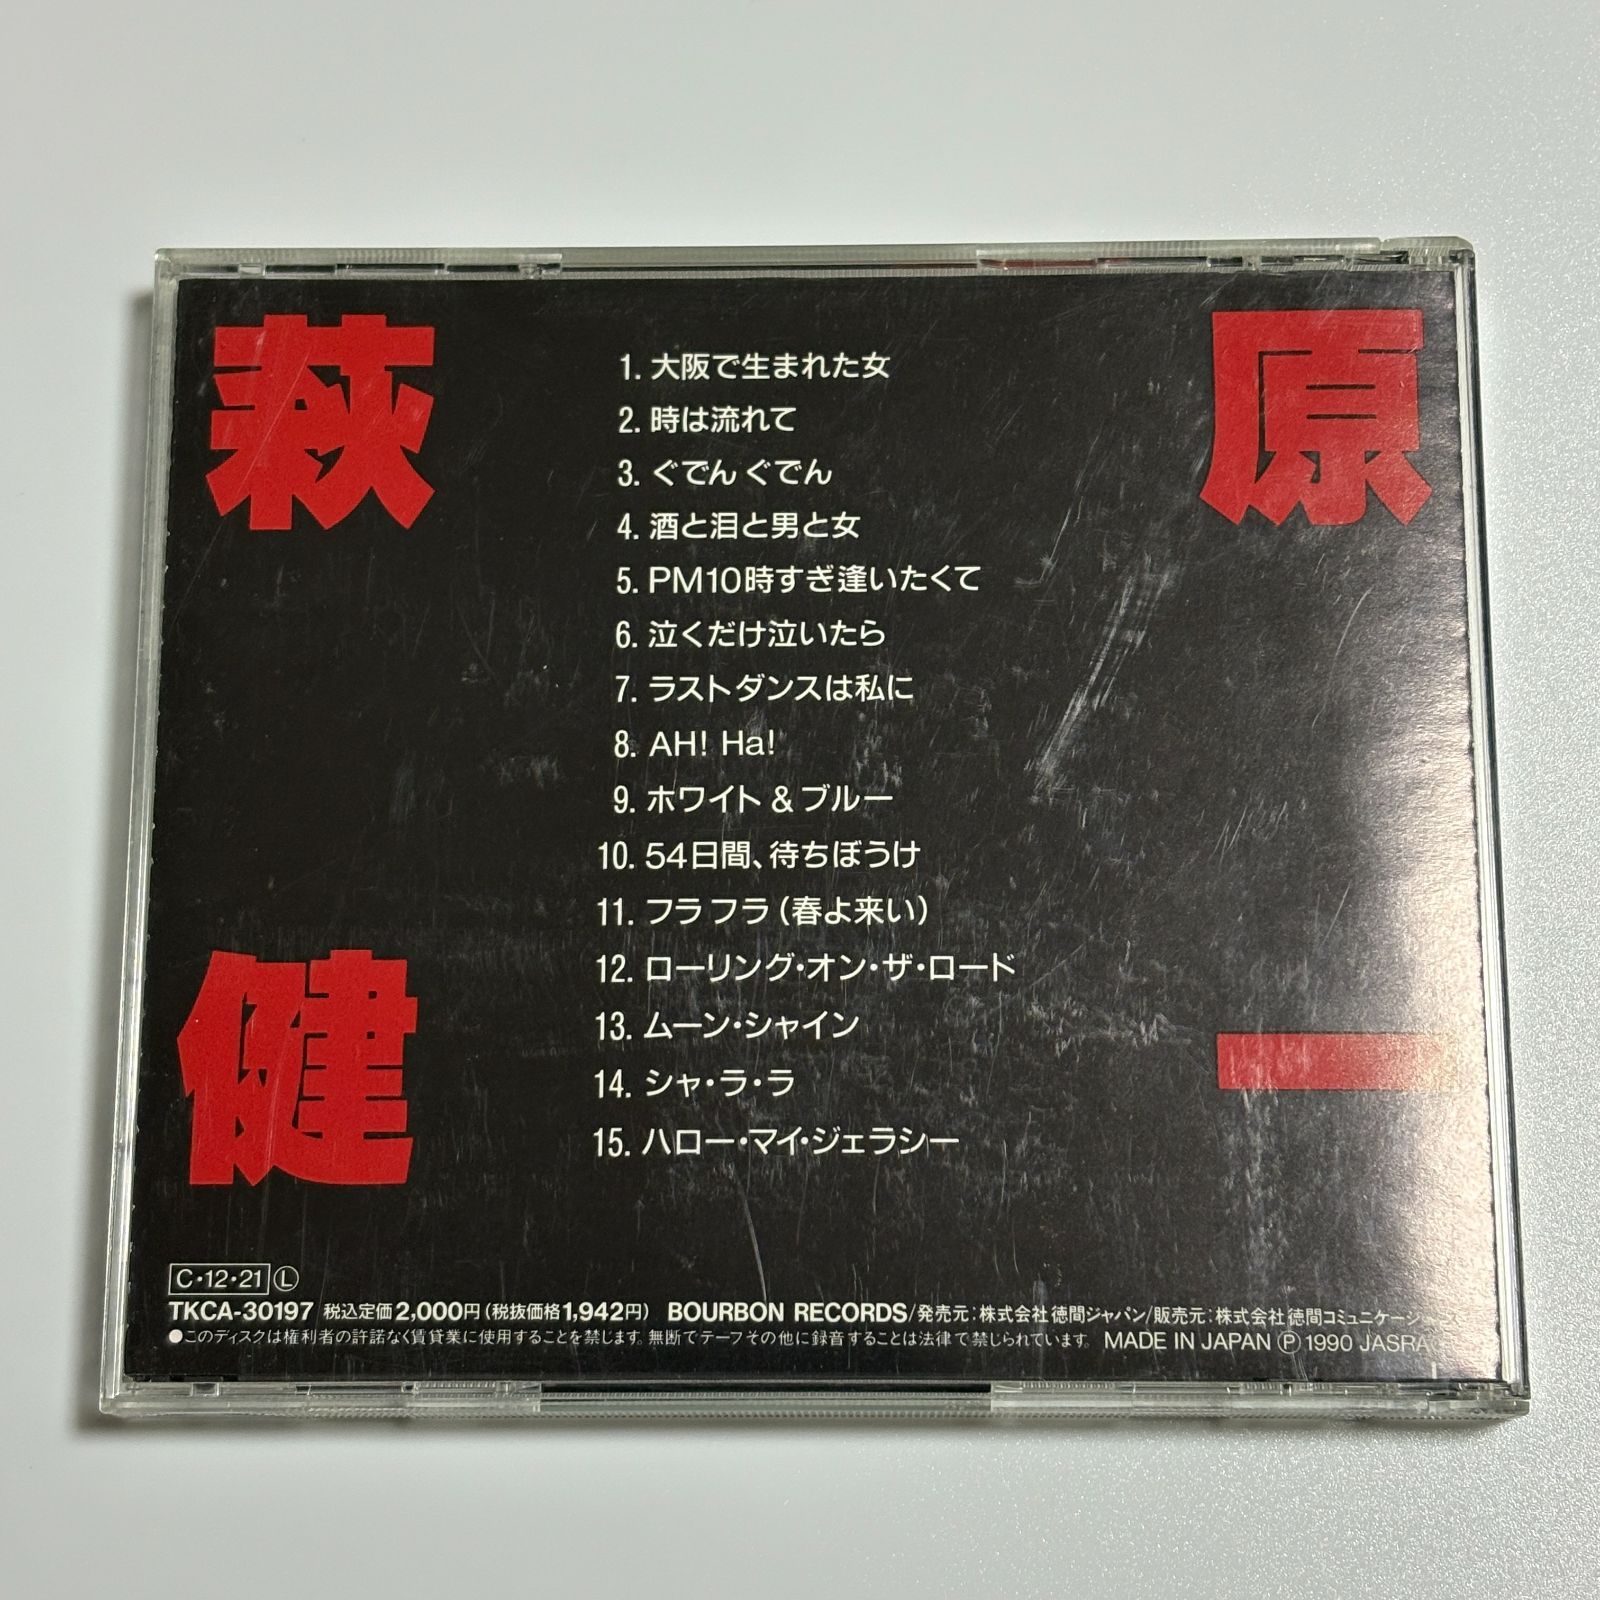 萩原
1. 大阪で生まれた女
2. 時は流れて
3. ぐでん ぐでん
4. 酒と泪と男と女
5. PM10時すぎ逢いたくて
6. 泣くだけ泣いたら
7. ラストダンスは私に
8. AH! Ha!
9. ホワイト & ブルー
10. 54日間、待ちぼうけ
11. フラ フラ (春よ来い)
12. ローリング・オン・ザ・ロード
13. ムーン・シャイン
14. シャ・ラ・ラ
15. ハロー・マイ・ジェラシー
健一
C・12・21 Ⓛ
TKCA-30197 税込定価2,000円 (税抜価格1,942円) BOURBON RECORDS/発売元:株式会社徳間ジャパン/販売元:株式会社徳間コミュニケーションズ
●このディスクは権利者の許諾なく賃貸業に使用することを禁じます。無断でテープその他に録音することは法律で禁じられています。 MADE IN JAPAN Ⓟ 1990 JASRAC